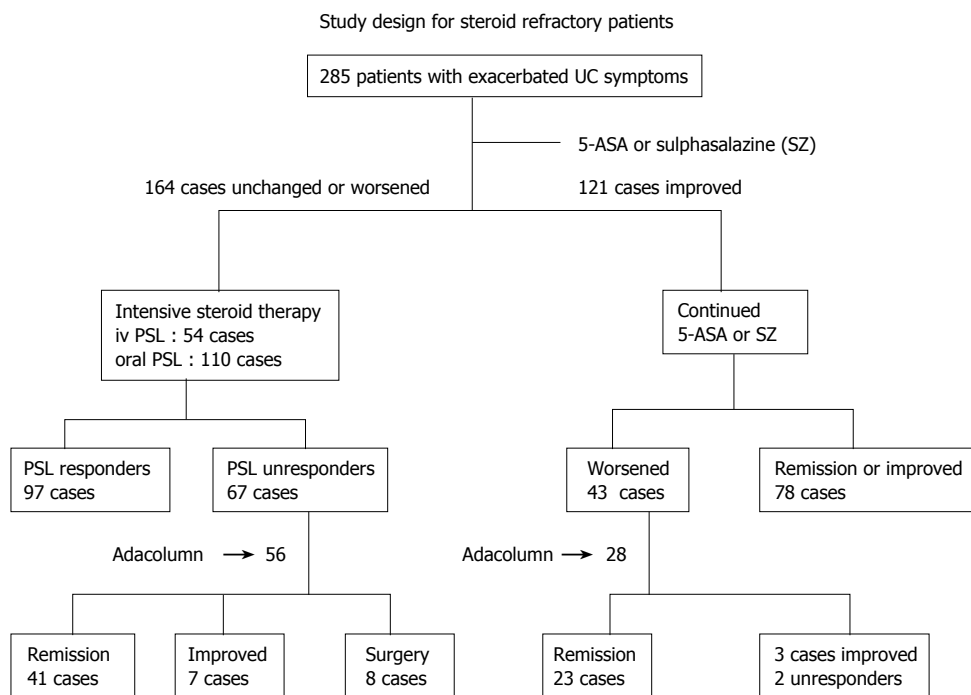 Study design for steroid refractory patients
285 patients with exacerbated UC symptoms
5-ASA or sulphasalazine (SZ)
164 cases unchanged or worsened
121 cases improved
Intensive steroid therapy
iv PSL : 54 cases
oral PSL : 110 cases
Continued
5-ASA or SZ
PSL responders
97 cases
PSL unresponders
67 cases
Worsened
43 cases
Remission or improved
78 cases
Adacolumn → 56
Adacolumn → 28
Remission
41 cases
Improved
7 cases
Surgery
8 cases
Remission
23 cases
3 cases improved
2 unresponders